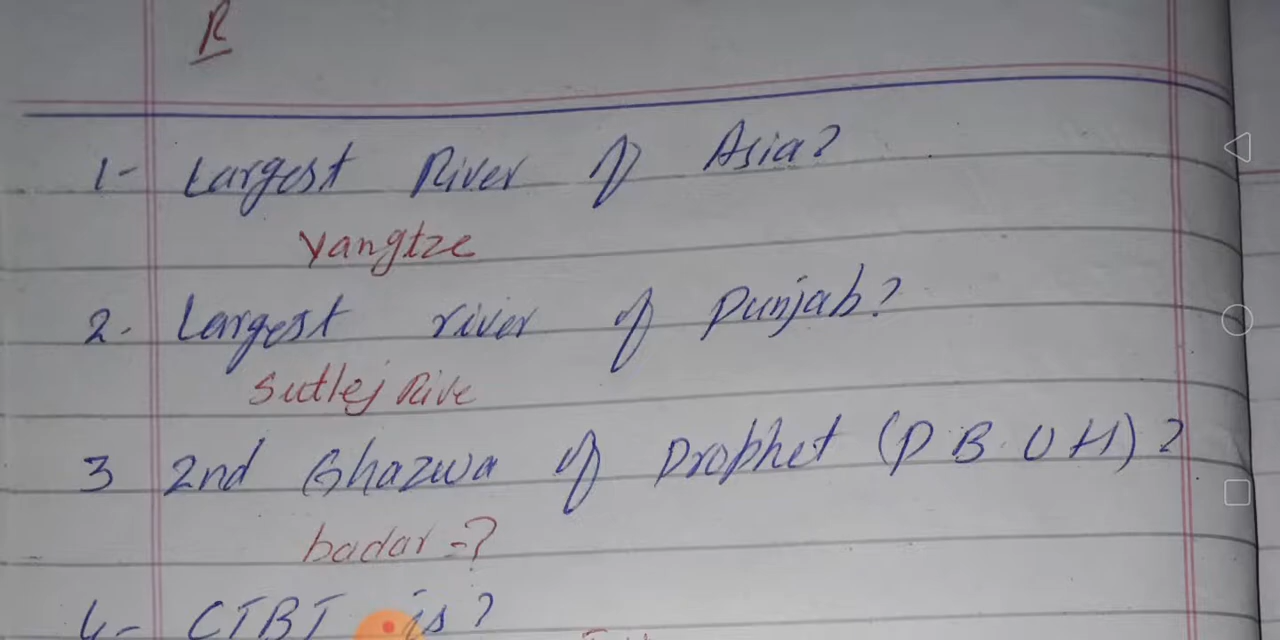 R
1- Largest River of Asia?
Yangtze
2. Largest river of Punjab?
Sutlej Rive
3 2nd Ghazwa of Prophet (P.B.U.H)?
badar -?
4- CTBT is?